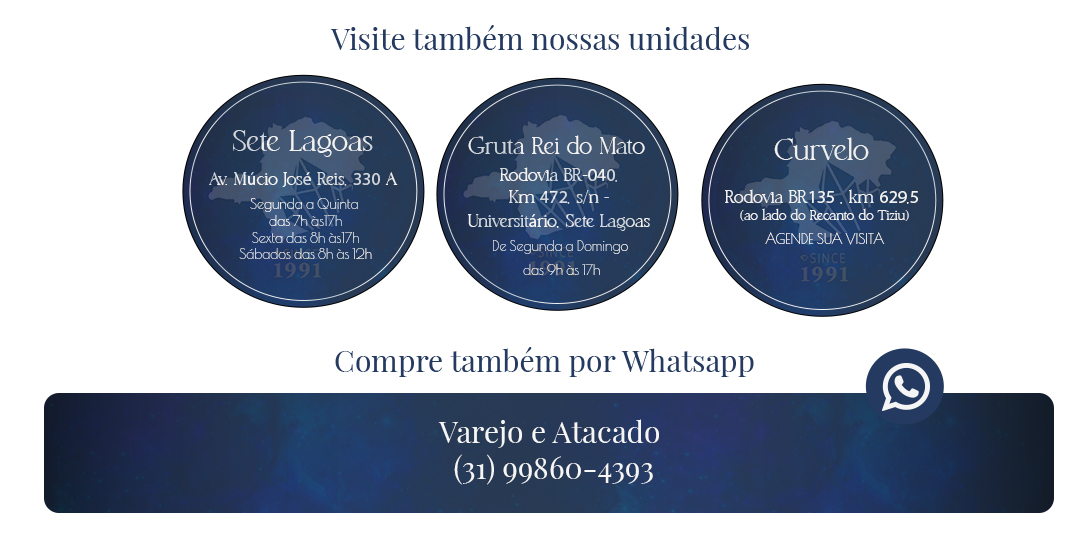 Visite também nossas unidades
Sete Lagoas
Av. Múcio José Reis, 330 A
Segunda a Quinta
das 7h às17h
Sexta das 8h às17h
Sábados das 8h às 12h
1991
Gruta Rei do Mato
Rodovia BR-040,
Km 472, s/n -
Universitário, Sete Lagoas
De Segunda a Domingo
SINCE
das 9h às 17h
Curvelo
Rodovia BR135 , km 629,5
(ao lado do Recanto do Tiziu)
AGENDE SUA VISITA
SINCE
1991
Compre também por Whatsapp
Varejo e Atacado
(31) 99860-4393